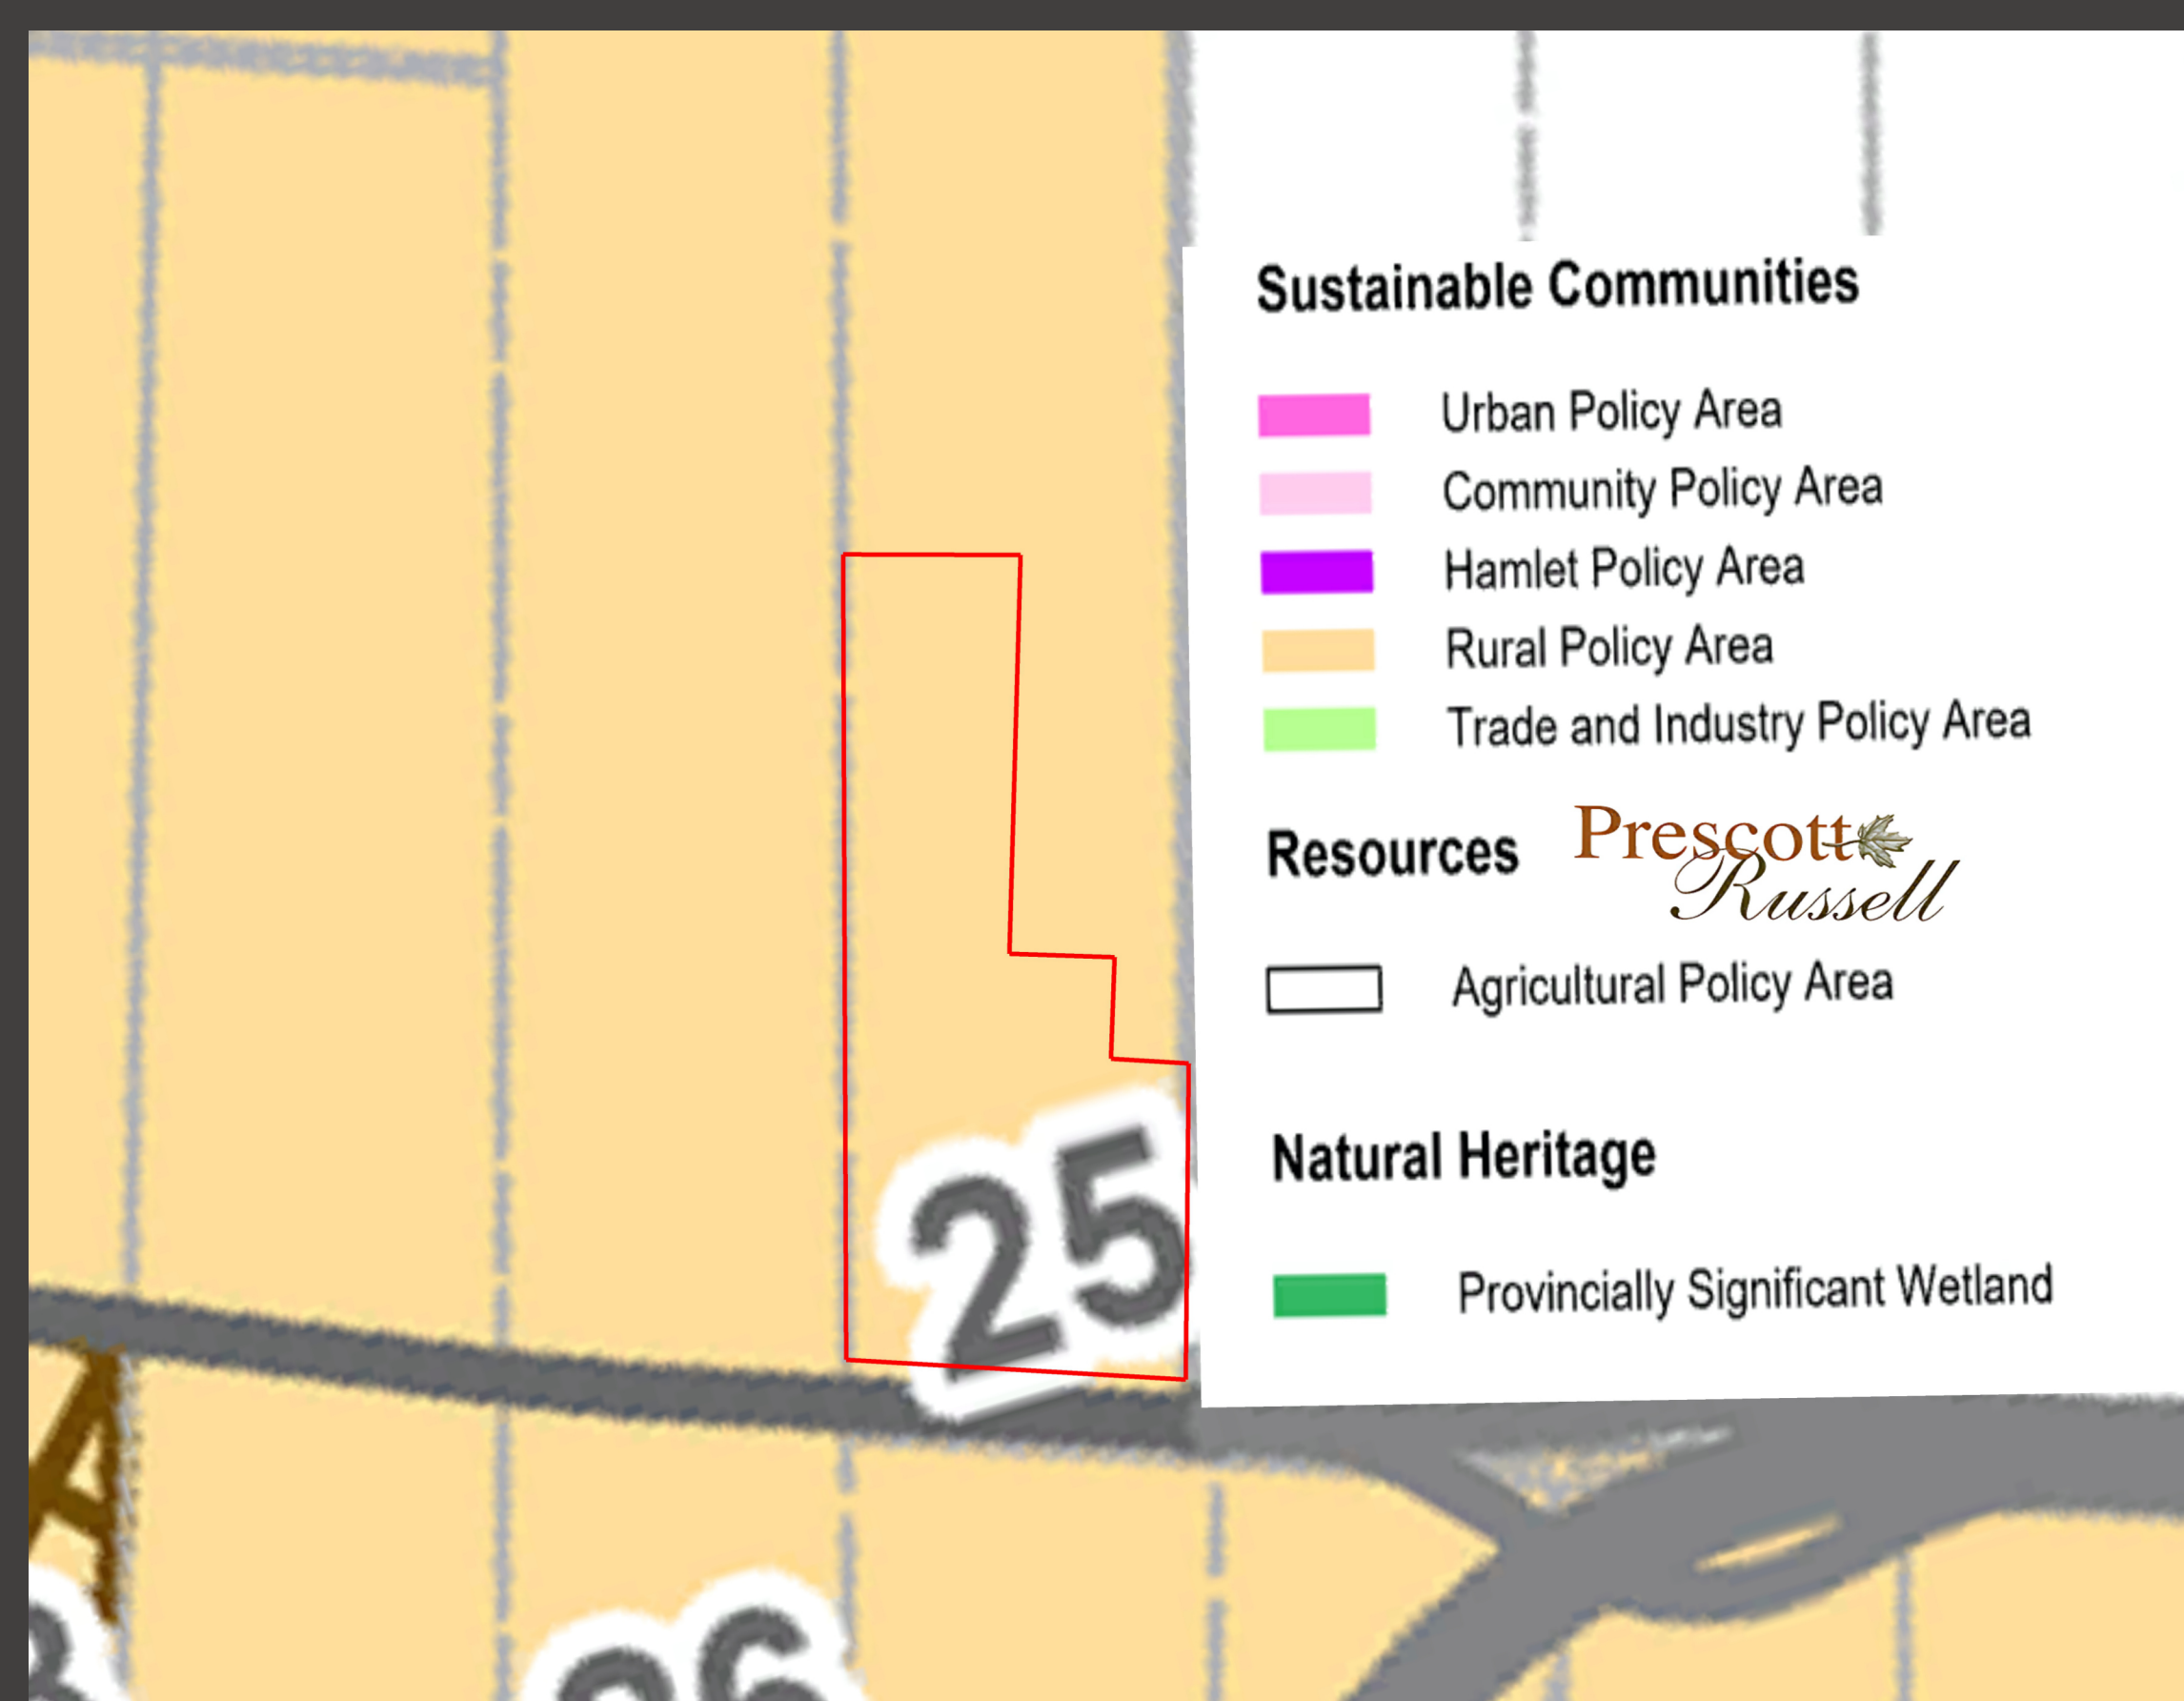 Sustainable Communities
Urban Policy Area
Community Policy Area
Hamlet Policy Area
Rural Policy Area
Trade and Industry Policy Area
Resources
Prescott
Russell
Agricultural Policy Area
Natural Heritage
Provincially Significant Wetland
25
A